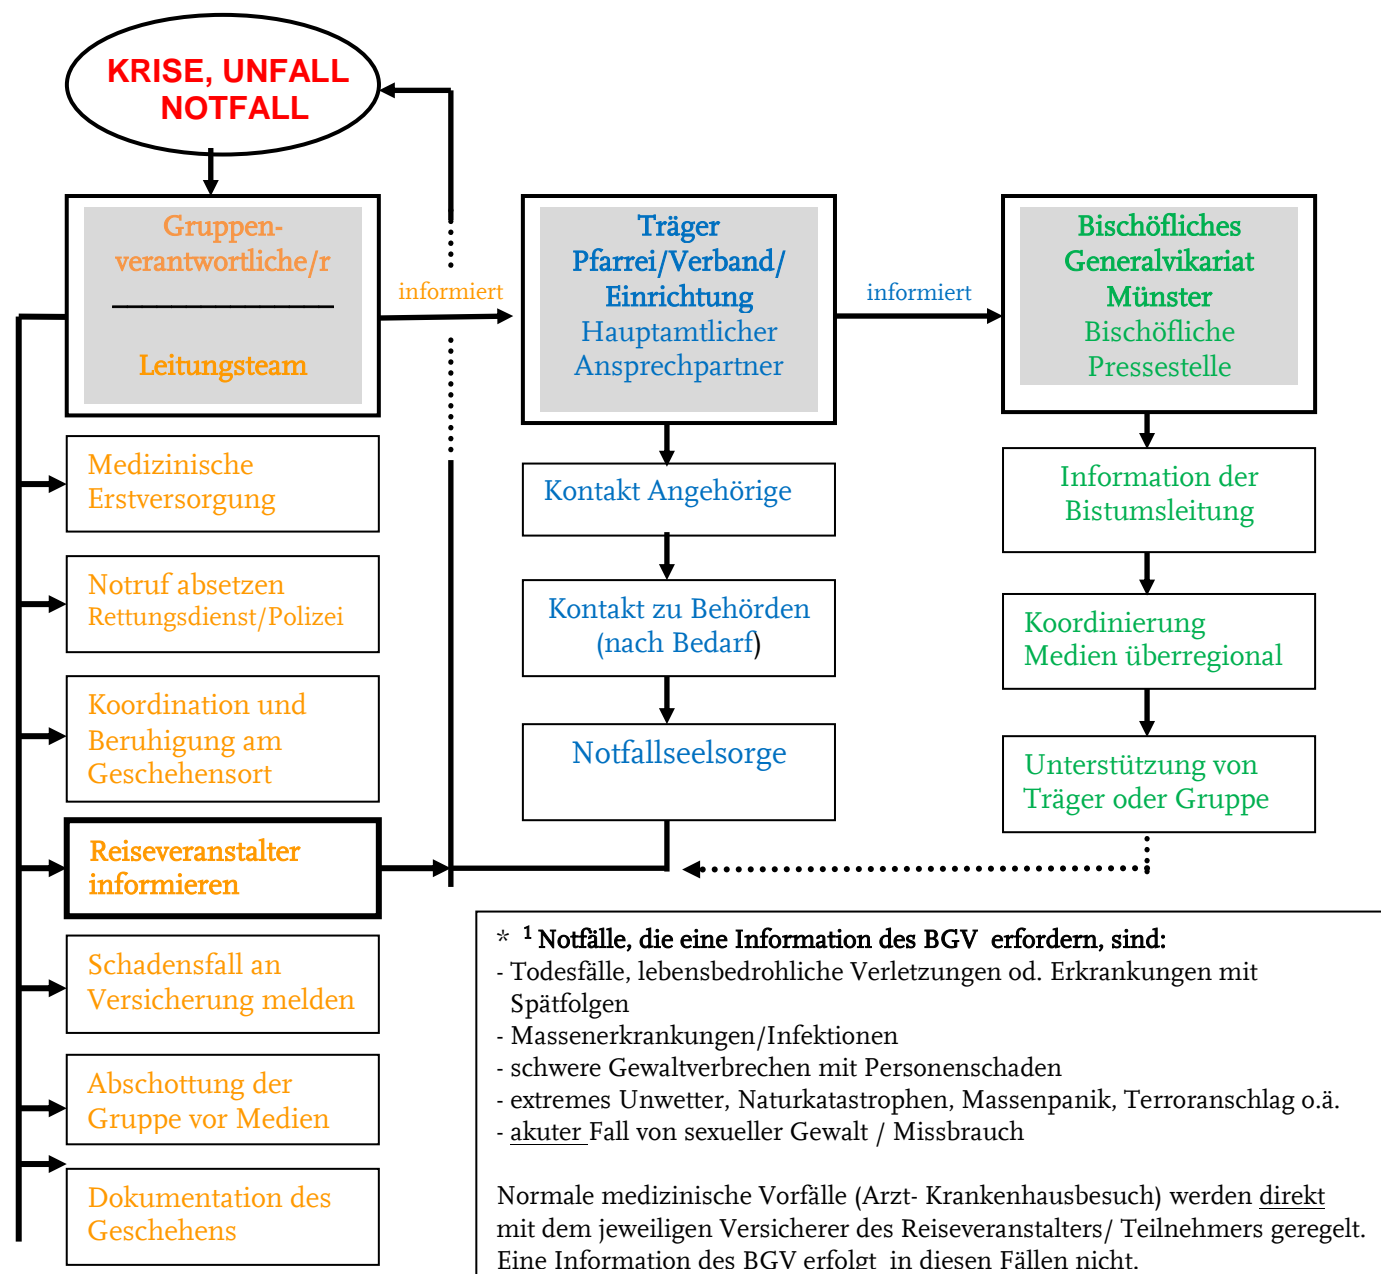 KRISE, UNFALL
NOTFALL
Gruppen-
verantwortliche/r
Leitungsteam
informiert
Träger
Pfarrei/Verband/
Einrichtung
Hauptamtlicher
Ansprechpartner
informiert
Bischöfliches
Generalvikariat
Münster
Bischöfliche
Pressestelle
Medizinische
Erstversorgung
Notruf absetzen
Rettungsdienst/Polizei
Koordination und
Beruhigung am
Geschehensort
Reiseveranstalter
informieren
Schadensfall an
Versicherung melden
Abschottung der
Gruppe vor Medien
Dokumentation des
Geschehens
Kontakt Angehörige
Kontakt zu Behörden
(nach Bedarf)
Notfallseelsorge
Information der
Bistumsleitung
Koordinierung
Medien überregional
Unterstützung von
Träger oder Gruppe
* ¹ Notfälle, die eine Information des BGV erfordern, sind:
- Todesfälle, lebensbedrohliche Verletzungen od. Erkrankungen mit
Spätfolgen
- Massenerkrankungen/Infektionen
- schwere Gewaltverbrechen mit Personenschaden
- extremes Unwetter, Naturkatastrophen, Massenpanik, Terroranschlag o.ä.
- akuter Fall von sexueller Gewalt / Missbrauch
Normale medizinische Vorfälle (Arzt- Krankenhausbesuch) werden direkt
mit dem jeweiligen Versicherer des Reiseveranstalters/ Teilnehmers geregelt.
Eine Information des BGV erfolgt in diesen Fällen nicht.